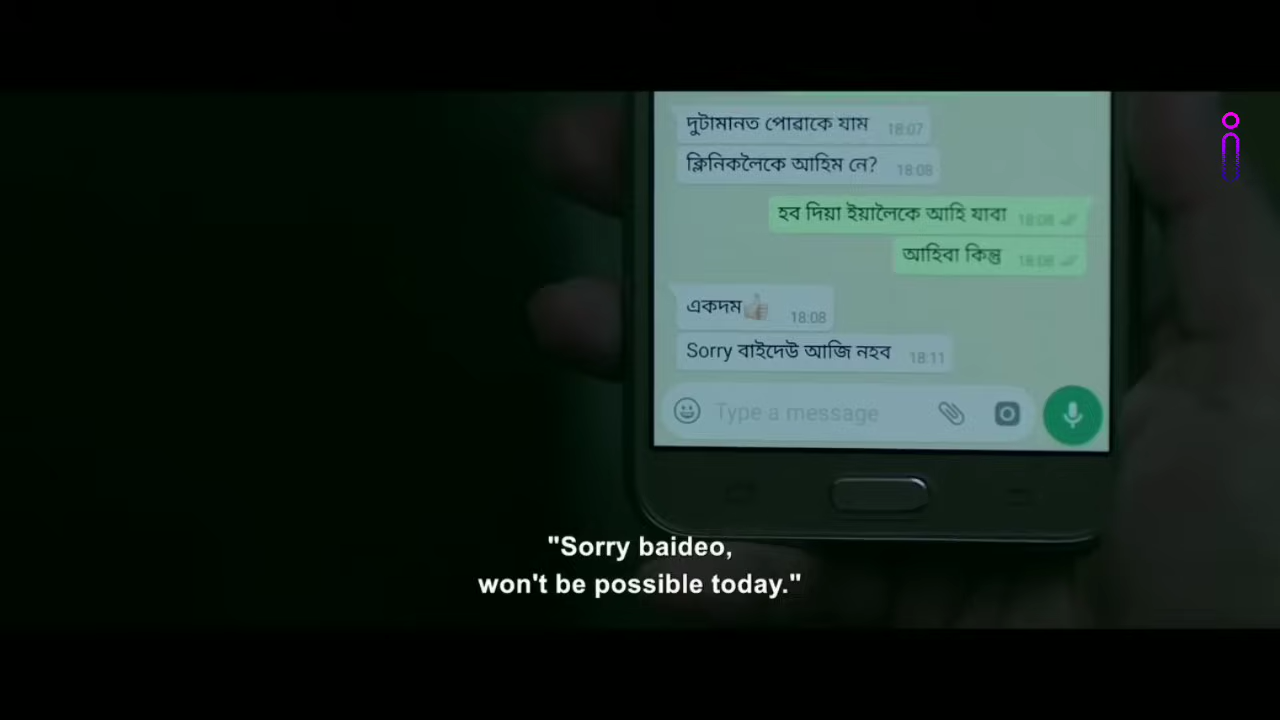 দুটামানত পোৱাকে যাম 18:07
ক্লিনিকলৈকে আহিম নে? 18:08
হব দিয়া ইয়ালৈকে আহি যাবা 18:08
আহিবা কিন্তু 18:08
একদম👍🏻 18:08
Sorry বাইদেউ আজি নহব 18:11
Type a message
"Sorry baideo,
won't be possible today."